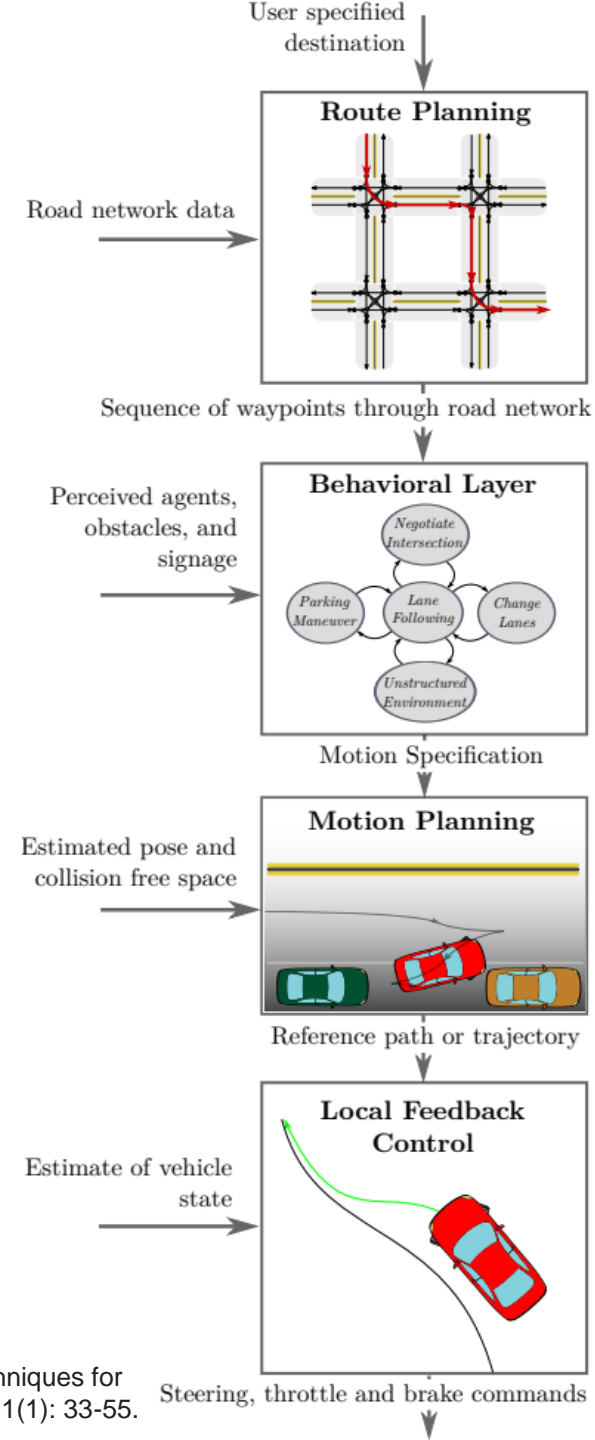 User specifiied
destination
Route Planning
Road network data
Sequence of waypoints through road network
Behavioral Layer
Perceived agents,
obstacles, and
signage
Negotiate
Intersection
Parking
Maneuver
Lane
Following
Change
Lanes
Unstructured
Environment
Motion Specification
Motion Planning
Estimated pose and
collision free space
Reference path or trajectory
Local Feedback
Control
Estimate of vehicle
state
for
1(1): 33-55.
Steering, throttle and brake commands